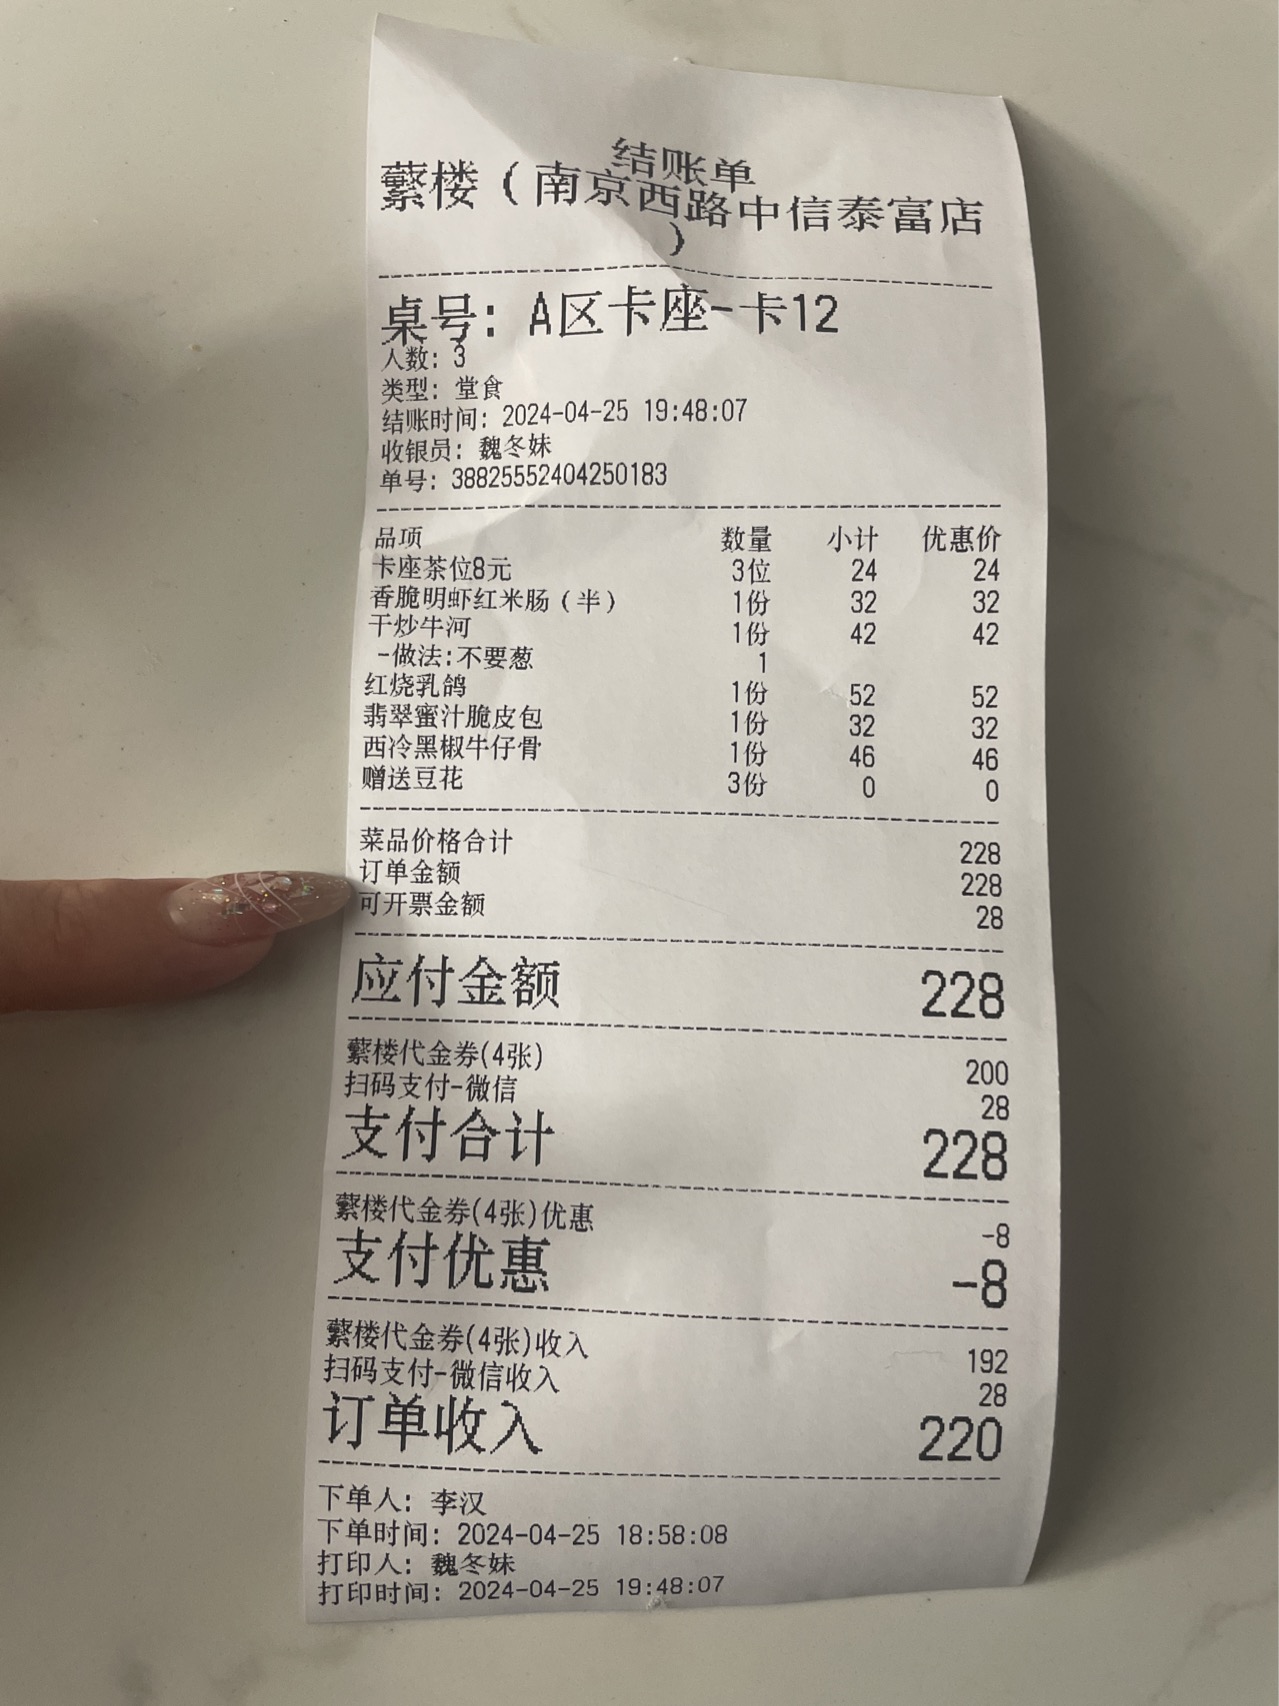 结账单
蘩楼（南京西路中信泰富店
）
桌号: A区卡座-卡12
人数: 3
类型: 堂食
结账时间: 2024-04-25 19:48:07
收银员: 魏冬妹
单号: 38825552404250183
品项 数量 小计 优惠价
卡座茶位8元 3位 24 24
香脆明虾红米肠（半） 1份 32 32
干炒牛河 1份 42 42
-做法:不要葱 1
红烧乳鸽 1份 52 52
翡翠蜜汁脆皮包 1份 32 32
西冷黑椒牛仔骨 1份 46 46
赠送豆花 3份 0 0
菜品价格合计 228
订单金额 228
可开票金额 28
应付金额 228
蘩楼代金券(4张) 200
扫码支付-微信 28
支付合计 228
蘩楼代金券(4张)优惠 -8
支付优惠 -8
蘩楼代金券(4张)收入 192
扫码支付-微信收入 28
订单收入 220
下单人: 李汉
下单时间: 2024-04-25 18:58:08
打印人: 魏冬妹
打印时间: 2024-04-25 19:48:07